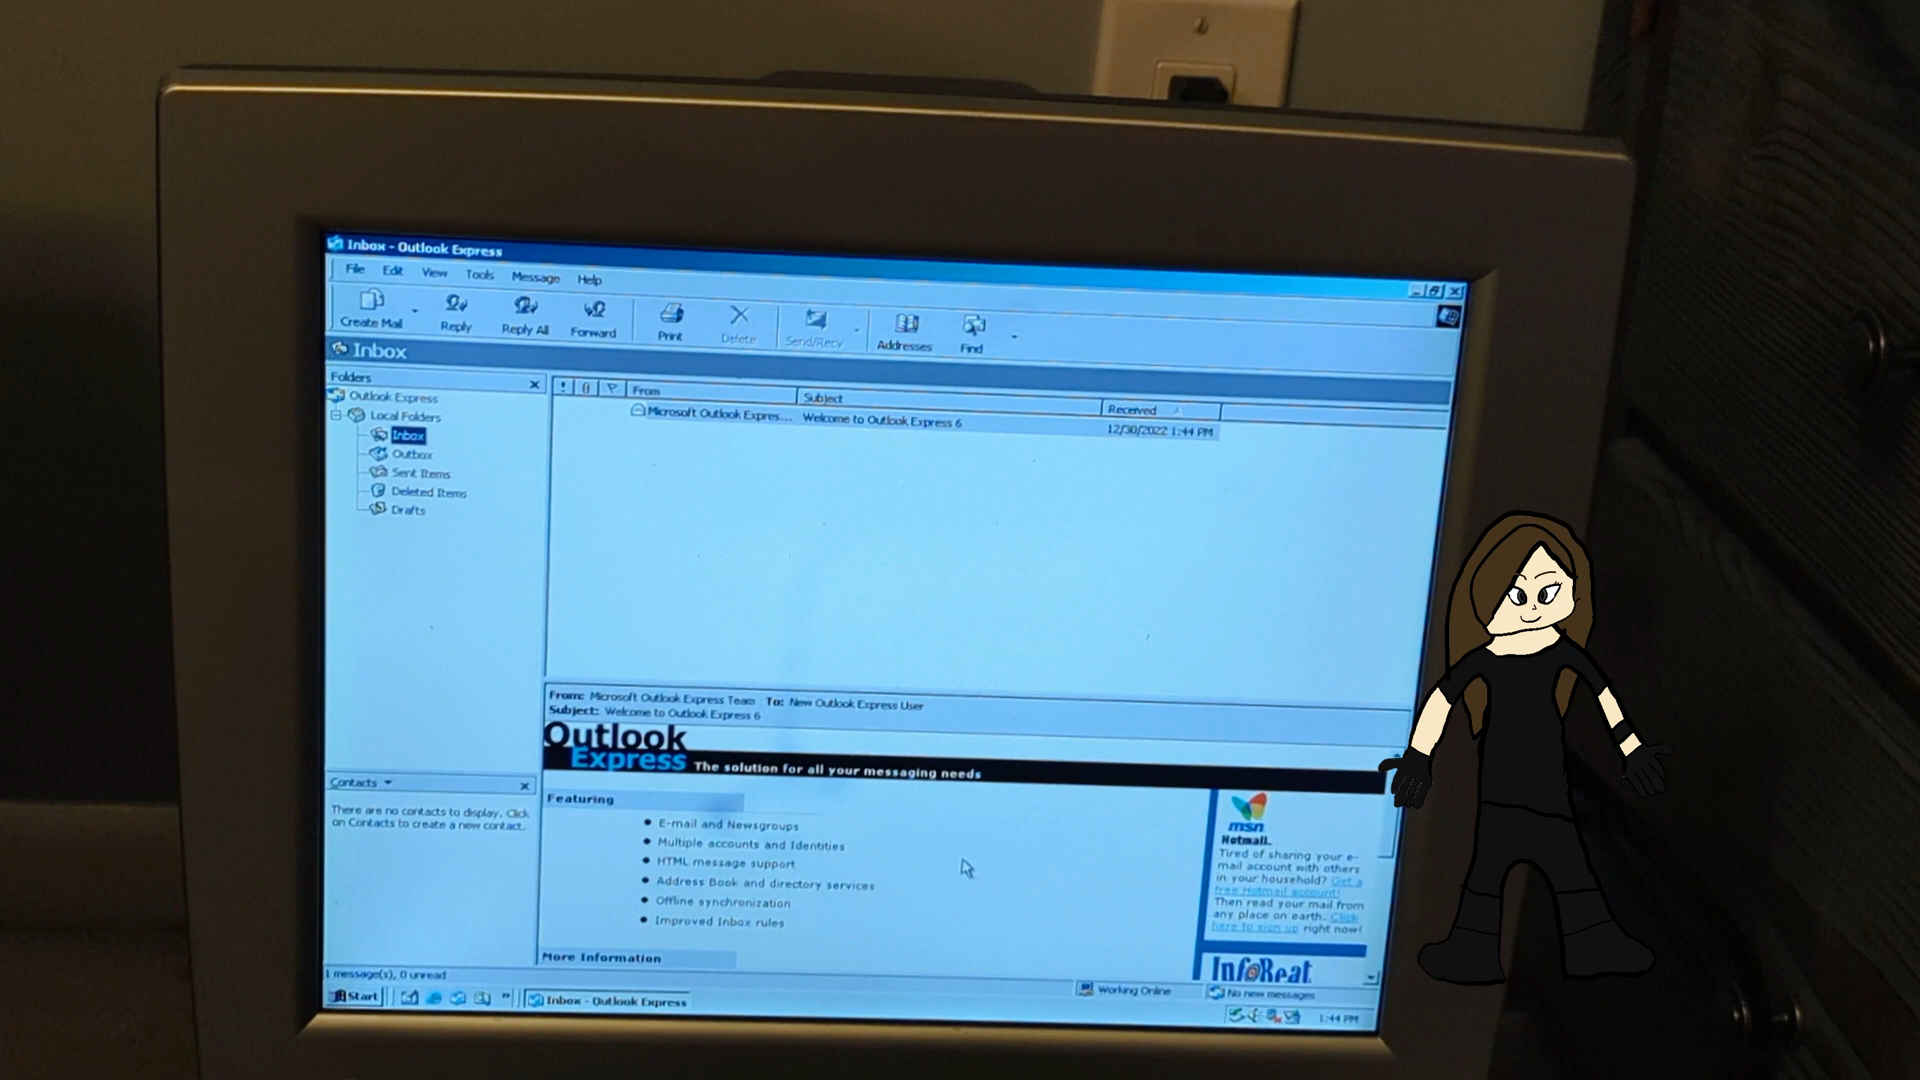 Inbox - Outlook Express
File Edit View Tools Message Help
Create Mail Reply Reply All Forward Print Delete Send/Recv Addresses Find
Inbox
Folders
Outlook Express
Local Folders
Inbox
Outbox
Sent Items
Deleted Items
Drafts
! From Subject Received
Microsoft Outlook Expres... Welcome to Outlook Express 6 12/30/2022 1:44 PM
From: Microsoft Outlook Express Team To: New Outlook Express User
Subject: Welcome to Outlook Express 6
Outlook
Express The solution for all your messaging needs
Featuring
• E-mail and Newsgroups
• Multiple accounts and Identities
• HTML message support
• Address Book and directory services
• Offline synchronization
• Improved Inbox rules
More Information
msn
Hotmail
Tired of sharing your e-
mail account with others
in your household? Get a
free Hotmail account!
Then read your mail from
any place on earth. Click
here to sign up right now!
InfoBeat
Contacts
There are no contacts to display. Click
on Contacts to create a new contact.
1 message(s), 0 unread
Working Online
No new messages
Start
» Inbox - Outlook Express
1:44 PM